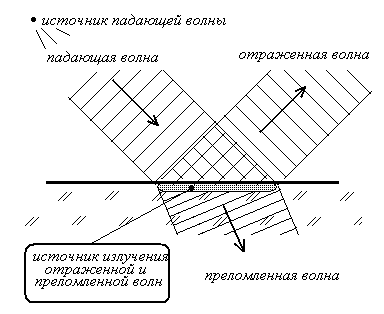 источник падающей волны
падающая волна
отраженная волна
источник излучения
отраженной и
преломленной волн
преломленная волна